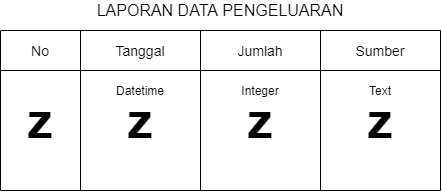 LAPORAN DATA PENGELUARAN
No Tanggal Jumlah Sumber
Datetime Integer Text
Z Z Z Z